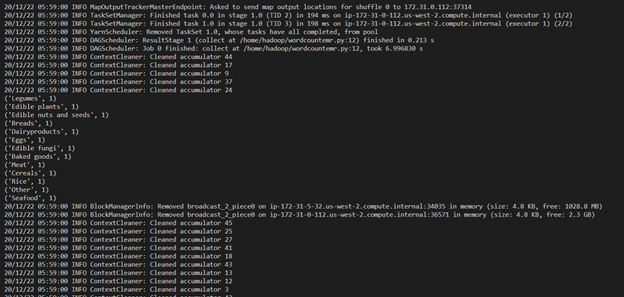 20/12/22 05:59:00 INFO MapOutputTrackerMasterEndpoint: Asked to send map output locations for shuffle 0 to 172.31.0.112:37314
20/12/22 05:59:00 INFO TaskSetManager: Finished task 0.0 in stage 1.0 (TID 2) in 194 ms on ip-172-31-0-112.us-west-2.compute.internal (executor 1) (1/2)
20/12/22 05:59:00 INFO TaskSetManager: Finished task 1.0 in stage 1.0 (TID 3) in 198 ms on ip-172-31-0-112.us-west-2.compute.internal (executor 1) (2/2)
20/12/22 05:59:00 INFO YarnScheduler: Removed TaskSet 1.0, whose tasks have all completed, from pool
20/12/22 05:59:00 INFO DAGScheduler: ResultStage 1 (collect at /home/hadoop/wordcountemr.py:12) finished in 0.213 s
20/12/22 05:59:00 INFO DAGScheduler: Job 0 finished: collect at /home/hadoop/wordcountemr.py:12, took 6.996830 s
20/12/22 05:59:00 INFO ContextCleaner: Cleaned accumulator 44
20/12/22 05:59:00 INFO ContextCleaner: Cleaned accumulator 17
20/12/22 05:59:00 INFO ContextCleaner: Cleaned accumulator 9
20/12/22 05:59:00 INFO ContextCleaner: Cleaned accumulator 37
20/12/22 05:59:00 INFO ContextCleaner: Cleaned accumulator 24
('Legumes', 1)
('Edible plants', 1)
('Edible nuts and seeds', 1)
('Breads', 1)
('Dairyproducts', 1)
('Eggs', 1)
('Edible fungi', 1)
('Baked goods', 1)
('Meat', 1)
('Cereals', 1)
('Rice', 1)
('Other', 1)
('Seafood', 1)
20/12/22 05:59:00 INFO BlockManagerInfo: Removed broadcast_2_piece0 on ip-172-31-5-32.us-west-2.compute.internal:34035 in memory (size: 4.8 KB, free: 1028.8 MB)
20/12/22 05:59:00 INFO BlockManagerInfo: Removed broadcast_2_piece0 on ip-172-31-0-112.us-west-2.compute.internal:36571 in memory (size: 4.8 KB, free: 2.3 GB)
20/12/22 05:59:00 INFO ContextCleaner: Cleaned accumulator 45
20/12/22 05:59:00 INFO ContextCleaner: Cleaned accumulator 25
20/12/22 05:59:00 INFO ContextCleaner: Cleaned accumulator 27
20/12/22 05:59:00 INFO ContextCleaner: Cleaned accumulator 41
20/12/22 05:59:00 INFO ContextCleaner: Cleaned accumulator 18
20/12/22 05:59:00 INFO ContextCleaner: Cleaned accumulator 43
20/12/22 05:59:00 INFO ContextCleaner: Cleaned accumulator 13
20/12/22 05:59:00 INFO ContextCleaner: Cleaned accumulator 12
20/12/22 05:59:00 INFO ContextCleaner: Cleaned accumulator 3
20/12/22 05:59:00 INFO ContextCleaner: Cleaned accumulator